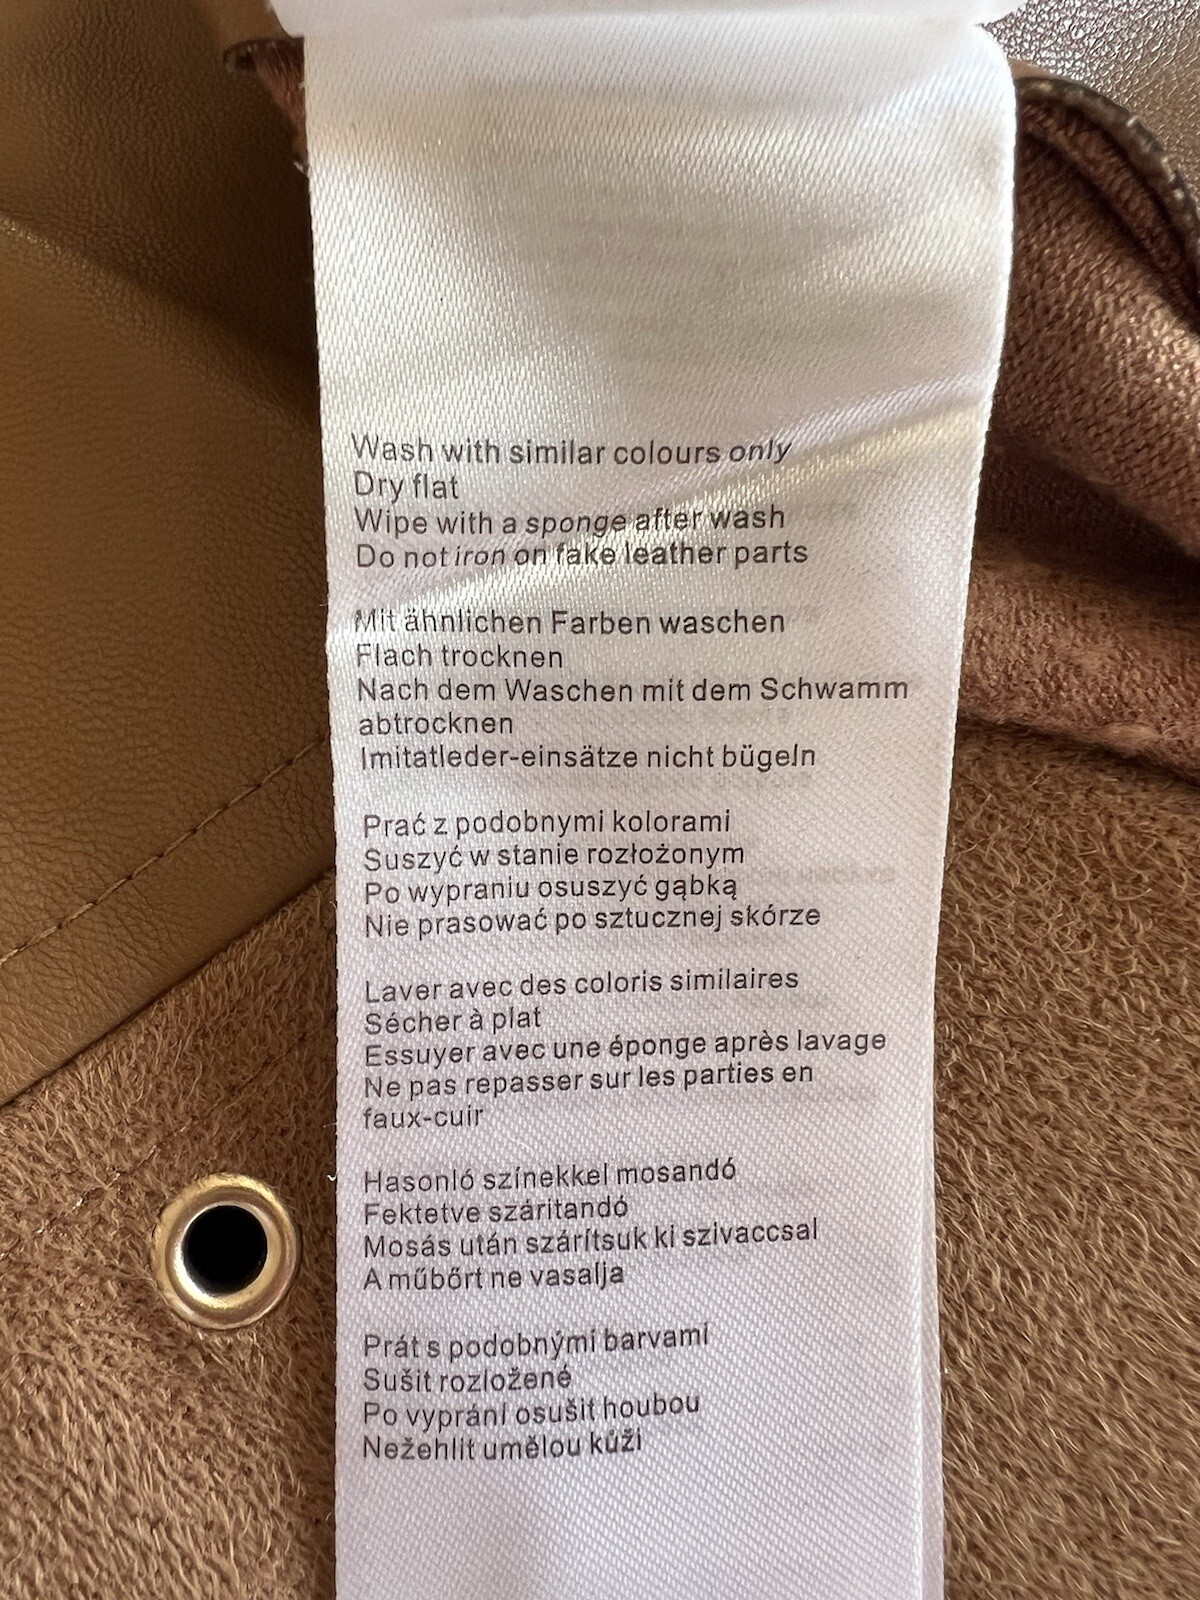 Wash with similar colours only
Dry flat
Wipe with a sponge after wash
Do not iron on fake leather parts
Mit ähnlichen Farben waschen
Flach trocknen
Nach dem Waschen mit dem Schwamm
abtrocknen
Imitatleder-einsätze nicht bügeln
Prać z podobnymi kolorami
Suszyć w stanie rozłożonym
Po wypraniu osuszyć gąbką
Nie prasować po sztucznej skórze
Laver avec des coloris similaires
Sécher à plat
Essuyer avec une éponge après lavage
Ne pas repasser sur les parties en
faux-cuir
Hasonló színekkel mosandó
Fektetve száritandó
Mosás után szárítsuk ki szivaccsal
A műbőrt ne vasalja
Prát s podobnými barvami
Sušit rozložené
Po vyprání osušit houbou
Nežehlit umělou kůži